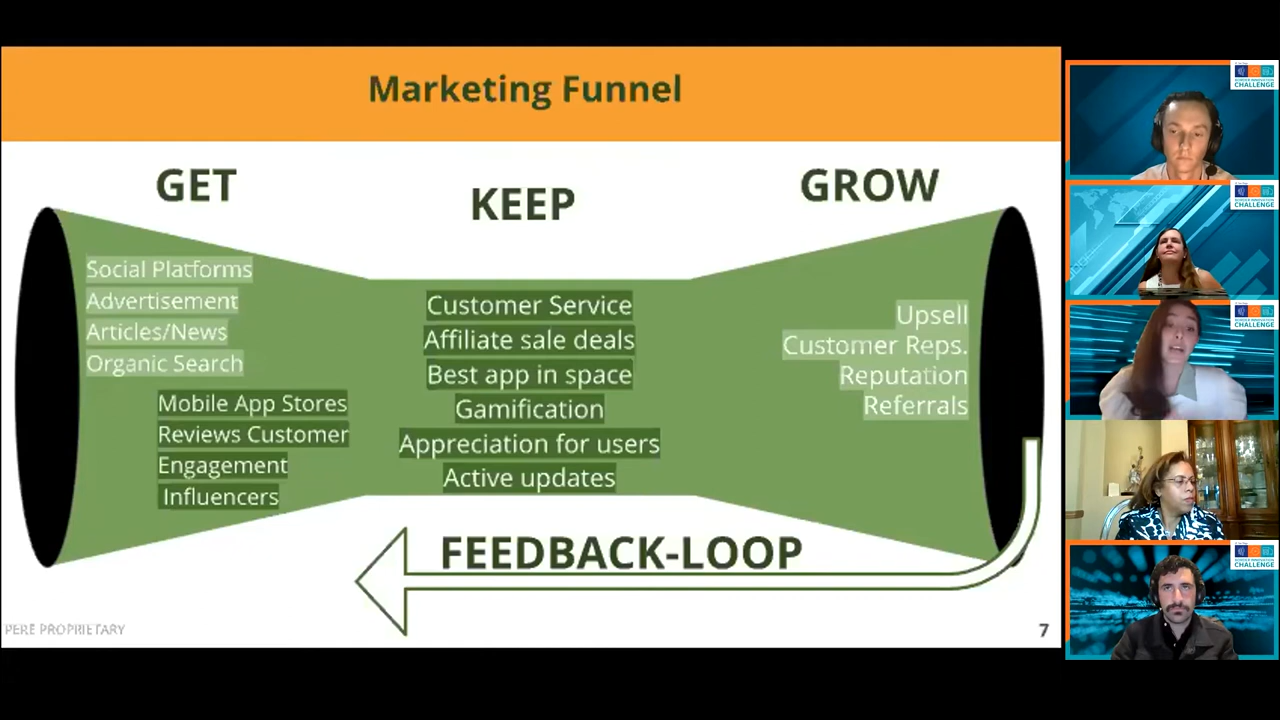 Marketing Funnel
GET
KEEP
GROW
Social Platforms
Advertisement
Articles/News
Organic Search
Mobile App Stores
Reviews Customer
Engagement
Influencers
Customer Service
Affiliate sale deals
Best app in space
Gamification
Appreciation for users
Active updates
Upsell
Customer Reps.
Reputation
Referrals
FEEDBACK-LOOP
PERE PROPRIETARY
7
CHALLENGE
CHALLENGE
CHALLENGE
CHALLENGE